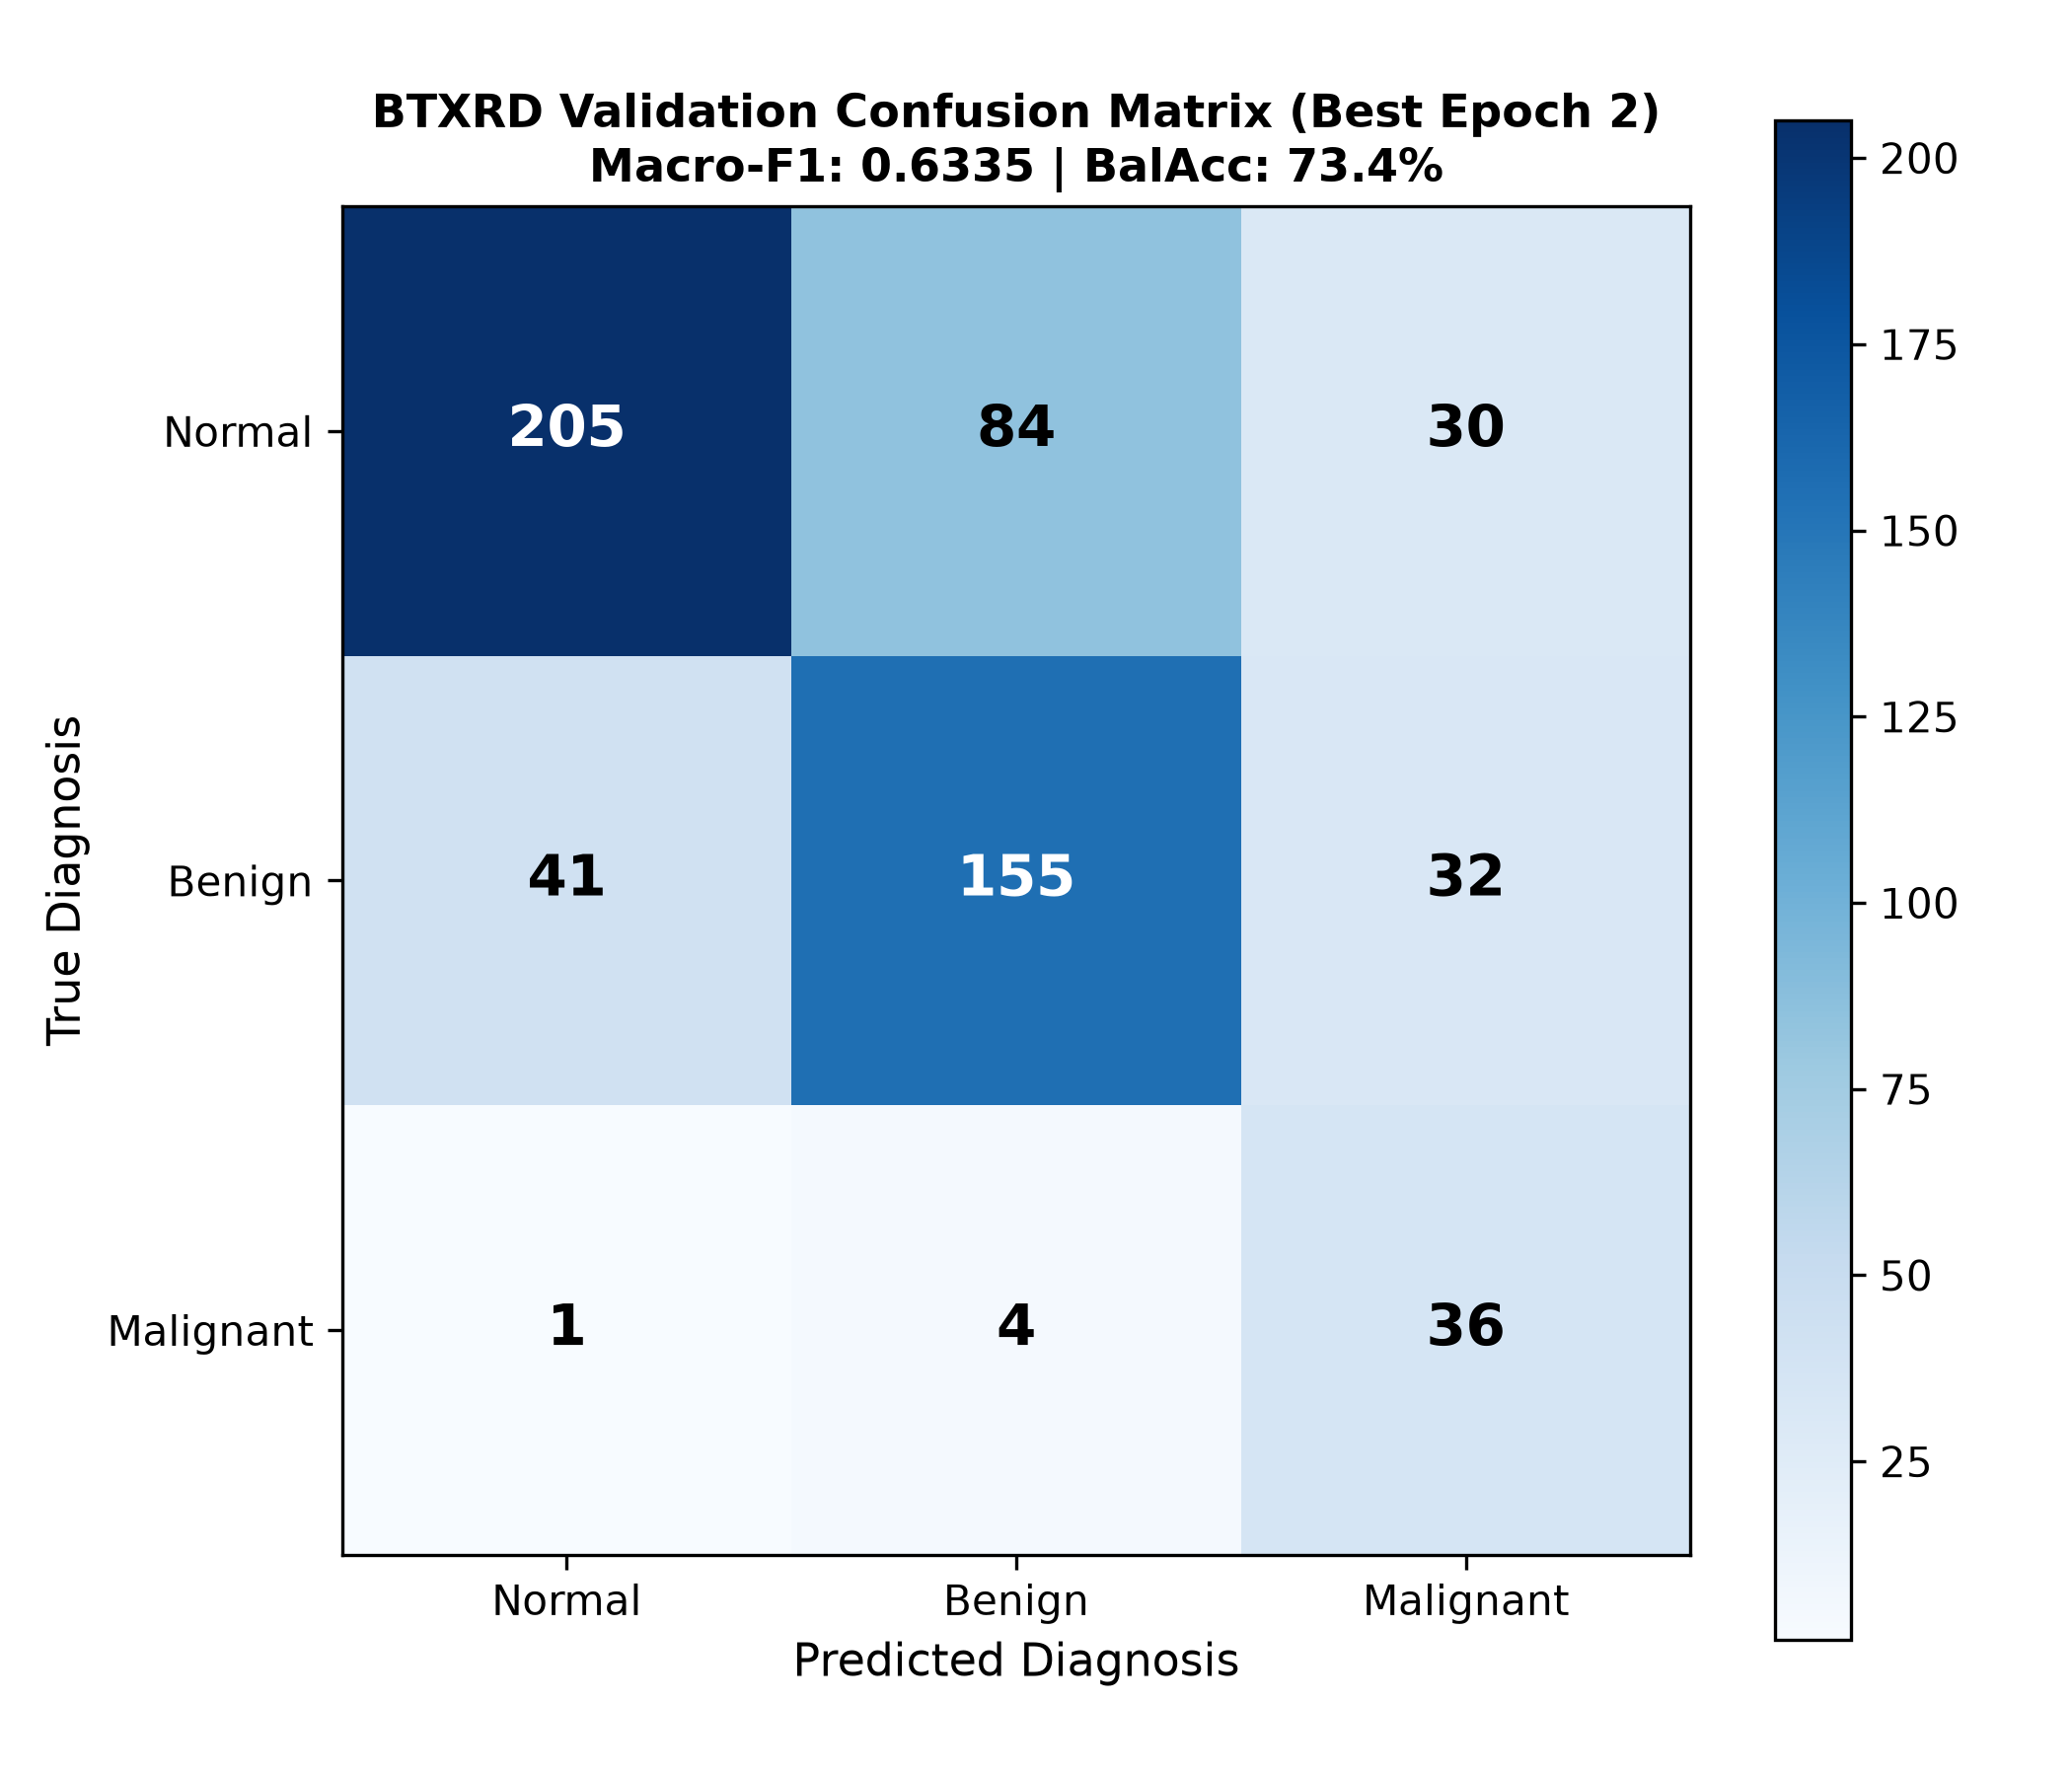 BTXRD Validation Confusion Matrix (Best Epoch 2)
Macro-F1: 0.6335 | BalAcc: 73.4%
True Diagnosis
Normal
205
84
30
Benign
41
155
32
Malignant
1
4
36
Normal
Benign
Malignant
Predicted Diagnosis
200
175
150
125
100
75
50
25